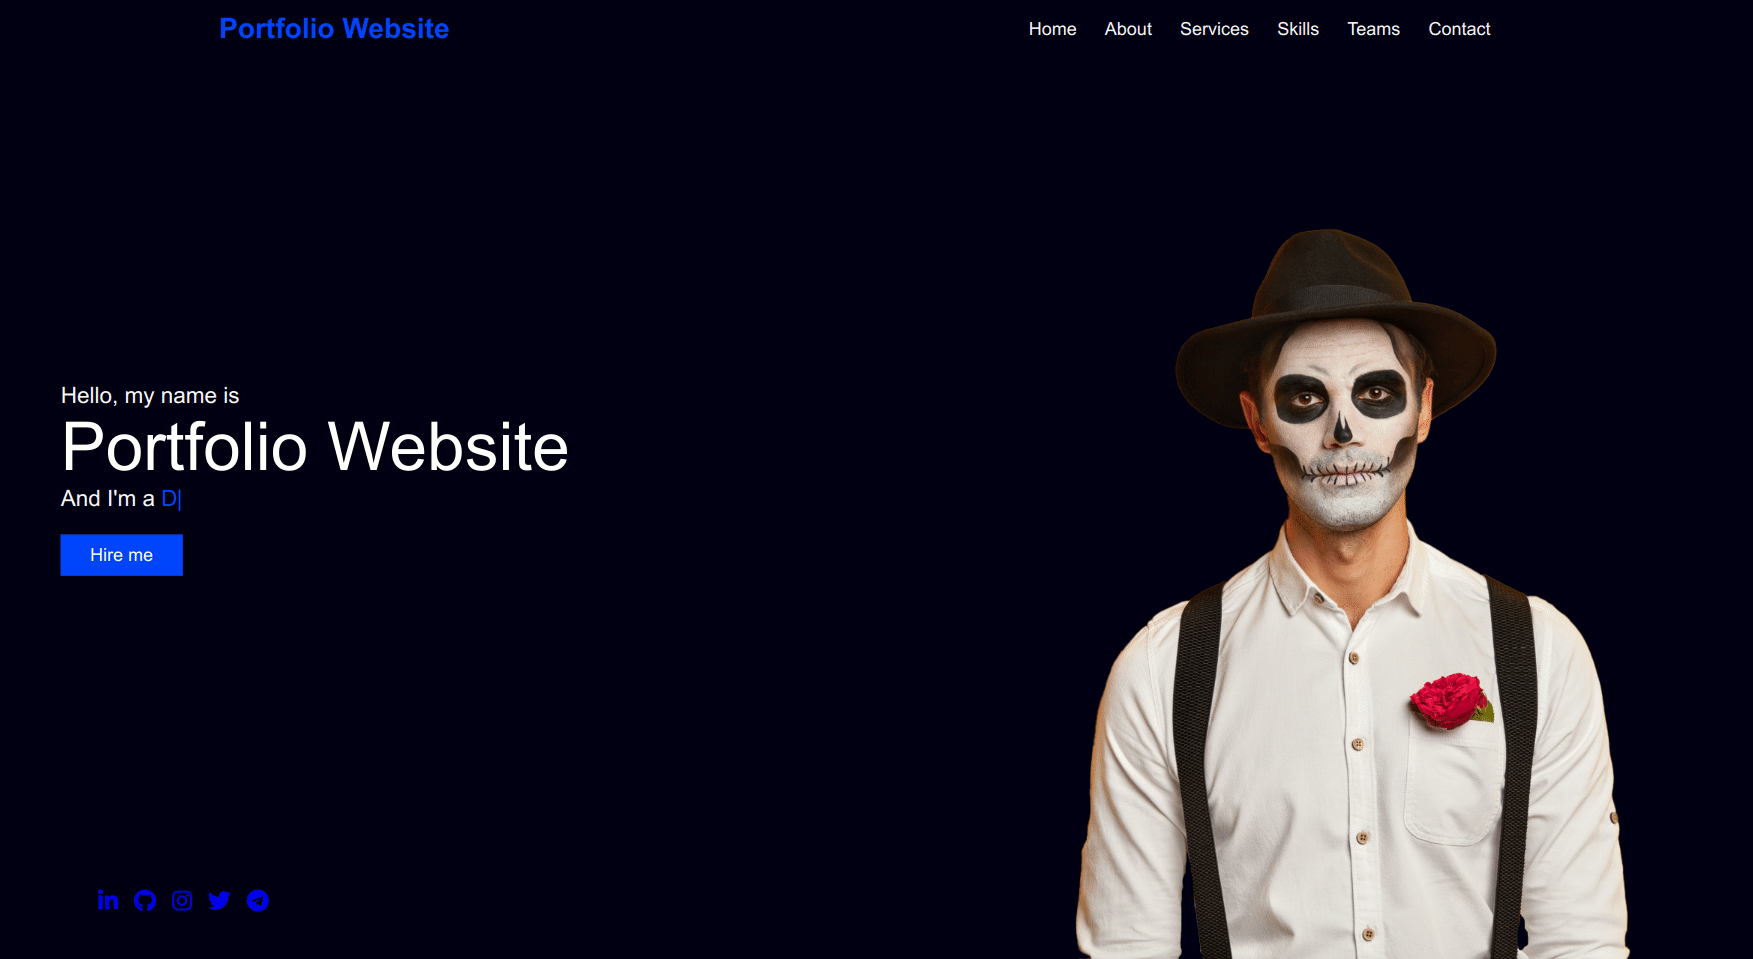 Portfolio Website
Home About Services Skills Teams Contact
Hello, my name is
Portfolio Website
And I'm a D|
Hire me